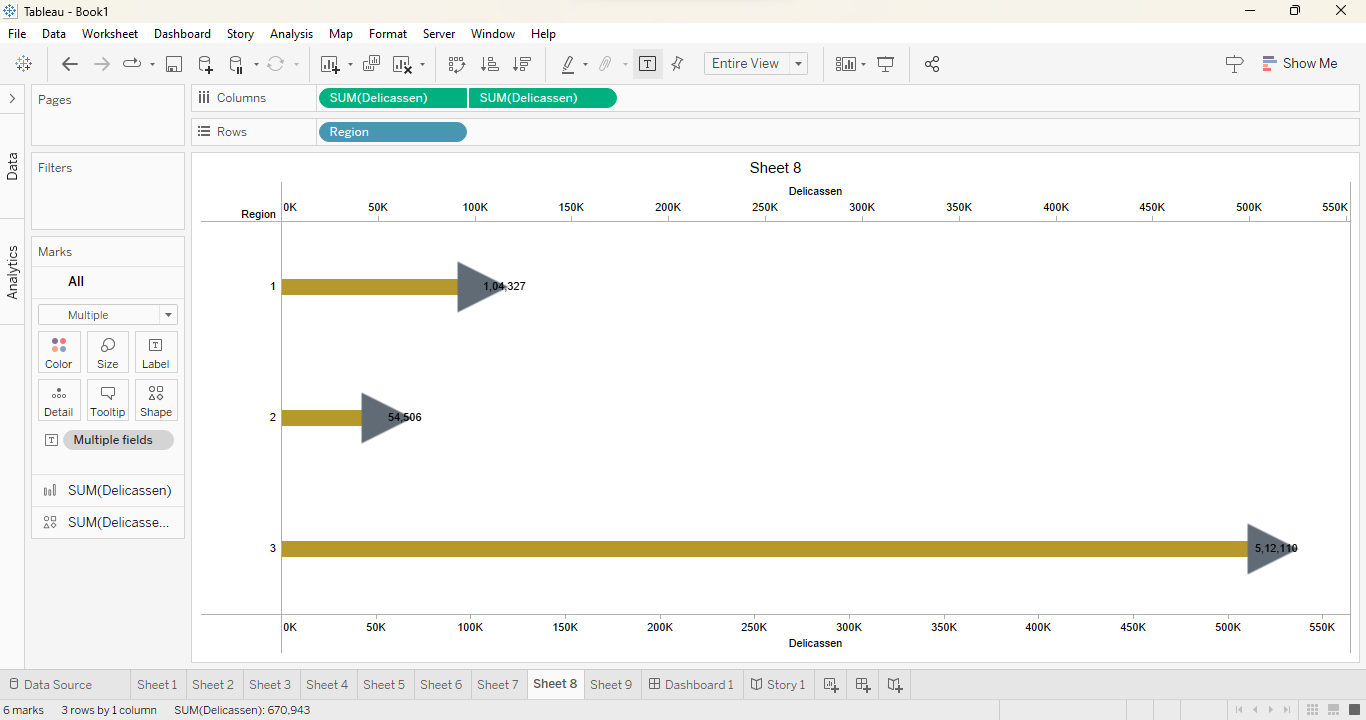 Tableau - Book1
File Data Worksheet Dashboard Story Analysis Map Format Server Window Help
Entire View
Show Me
Data
Analytics
Pages
Filters
Marks
All
Multiple
Color Size Label
Detail Tooltip Shape
Multiple fields
SUM(Delicassen)
SUM(Delicasse...
Columns SUM(Delicassen) SUM(Delicassen)
Rows Region
Sheet 8
Delicassen
0K 50K 100K 150K 200K 250K 300K 350K 400K 450K 500K 550K
Region
1 1,04,327
2 54,506
3 5,12,110
0K 50K 100K 150K 200K 250K 300K 350K 400K 450K 500K 550K
Delicassen
Data Source Sheet 1 Sheet 2 Sheet 3 Sheet 4 Sheet 5 Sheet 6 Sheet 7 Sheet 8 Sheet 9 Dashboard 1 Story 1
6 marks 3 rows by 1 column SUM(Delicassen): 670,943